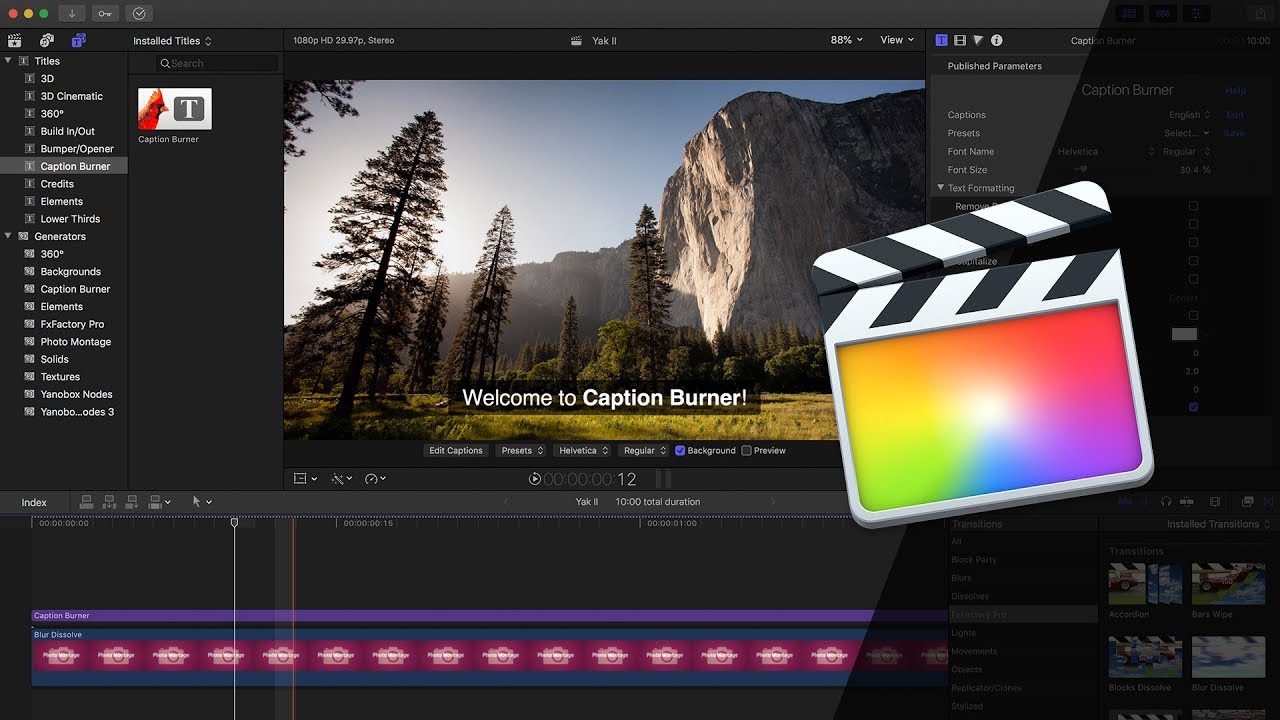 Installed Titles
1080p HD 29.97p, Stereo
Yak II
88%
View
Caption Burner
10:00
Titles
3D
3D Cinematic
360°
Build In/Out
Bumper/Opener
Caption Burner
Credits
Elements
Lower Thirds
Generators
360°
Backgrounds
Caption Burner
Elements
FxFactory Pro
Photo Montage
Solids
Textures
Yanobox Nodes
Yanobo...odes 3
Search
T
Caption Burner
Welcome to Caption Burner!
Edit Captions
Presets
Helvetica
Regular
Background
Preview
00:00:00:12
Published Parameters
Caption Burner
Help
Captions
English
Edit
Presets
Select...
Save
Font Name
Helvetica
Regular
Font Size
30.4 %
Text Formatting
Remove
Capitalize
Center
0
2.0
0
Index
Yak II
10:00 total duration
00:00:00:00
00:00:00:15
00:00:01:00
Caption Burner
Blur Dissolve
Photo Montage Photo Montage Photo Montage Photo Montage Photo Montage Photo Montage Photo Montage Photo Montage Photo Montage Photo Montage Photo Montage Photo Montage Photo Montage Photo Montage Photo Montage Photo Montage Photo Montage
Transitions
Installed Transitions
All
Block Party
Blurs
Dissolves
FxFactory Pro
Lights
Movements
Objects
Replicator/Clones
Stylized
Transitions
Accordion
Bars Wipe
Blocks Dissolve
Blur Dissolve